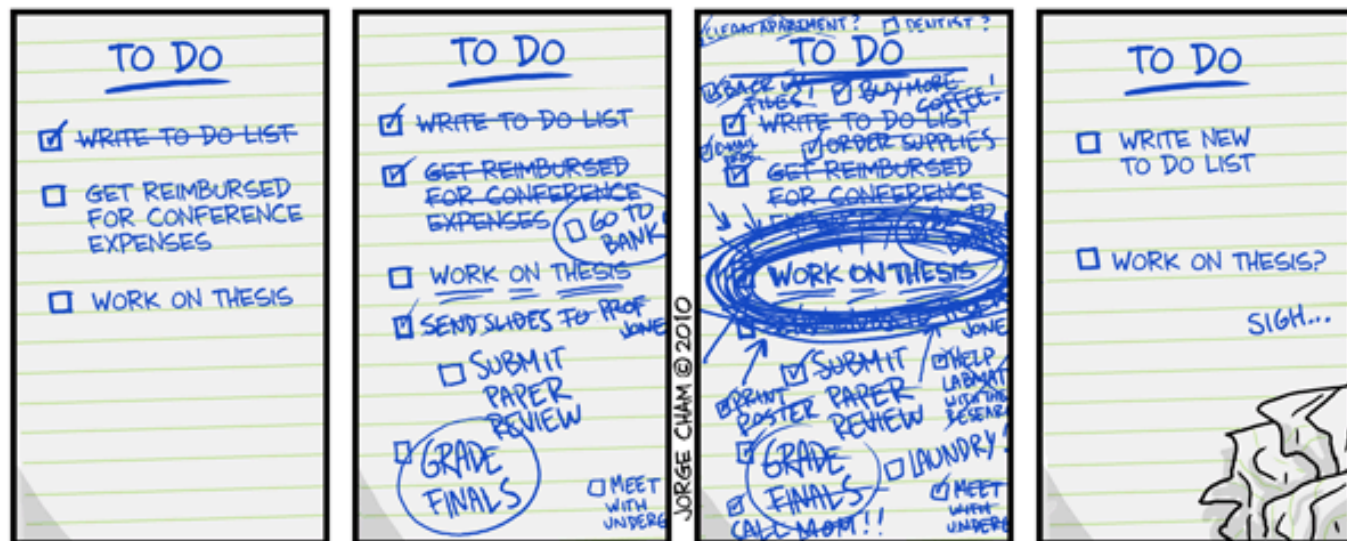 TO DO
WRITE TO DO LIST
GET REIMBURSED
FOR CONFERENCE
EXPENSES
WORK ON THESIS
TO DO
WRITE TO DO LIST
GET REIMBURSED
FOR CONFERENCE
EXPENSES
GO TO
BANK
WORK ON THESIS
SEND SLIDES TO PROF
JONE
SUBMIT
PAPER
REVIEW
GRADE
FINALS
MEET
WITH
UNDERG
JORGE CHAM © 2010
CLEAN APARTMENT?
DENTIST?
TO DO
BACK UP
FILES
BUY MORE
COFFEE!
WRITE TO DO LIST
ORDER SUPPLIES
GET REIMBURSED
FOR CONFERENCE
WORK ON THESIS
JONE
SUBMIT
PAPER
REVIEW
HELP
LABMAT
WITH THE
RESEAR
PRINT
POSTER
GRADE
FINALS
LAUNDRY?
MEET
WITH
UNDERG
CALL MOM!!
TO DO
WRITE NEW
TO DO LIST
WORK ON THESIS?
SIGH...